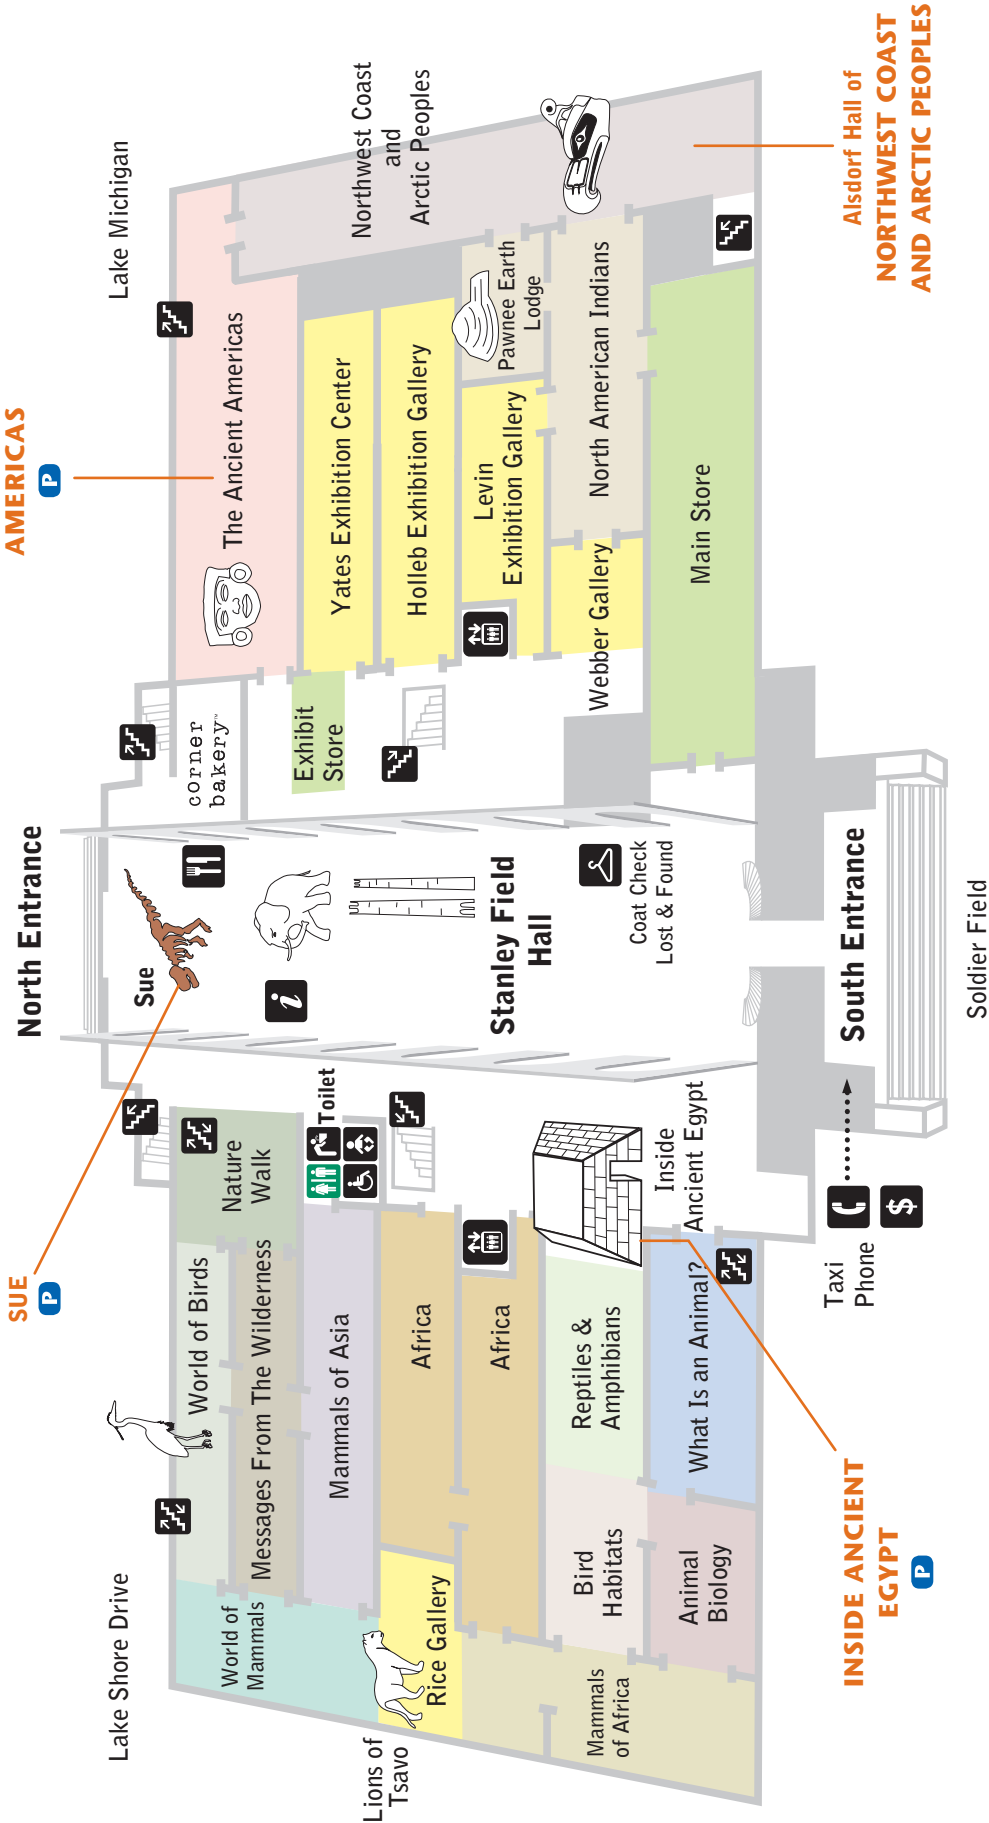 AMERICAS
P
SUE
P
North Entrance
Lake Shore Drive
Lake Michigan
World of
Mammals
World of Birds
Messages From The Wilderness
Nature
Walk
Mammals of Asia
Toilet
Sue
i
corner
bakery™
The Ancient Americas
Exhibit
Store
Yates Exhibition Center
Holleb Exhibition Gallery
Northwest Coast
and
Arctic Peoples
Lions of
Tsavo
Rice Gallery
Africa
Africa
Stanley Field
Hall
Levin
Exhibition Gallery
Pawnee Earth
Lodge
Mammals
of Africa
Bird
Habitats
Reptiles &
Amphibians
Inside
Ancient Egypt
Coat Check
Lost & Found
Webber Gallery
North American Indians
Animal
Biology
What Is an Animal?
Main Store
Taxi
Phone
$
South Entrance
Soldier Field
INSIDE ANCIENT
EGYPT
P
Alsdorf Hall of
NORTHWEST COAST
AND ARCTIC PEOPLES